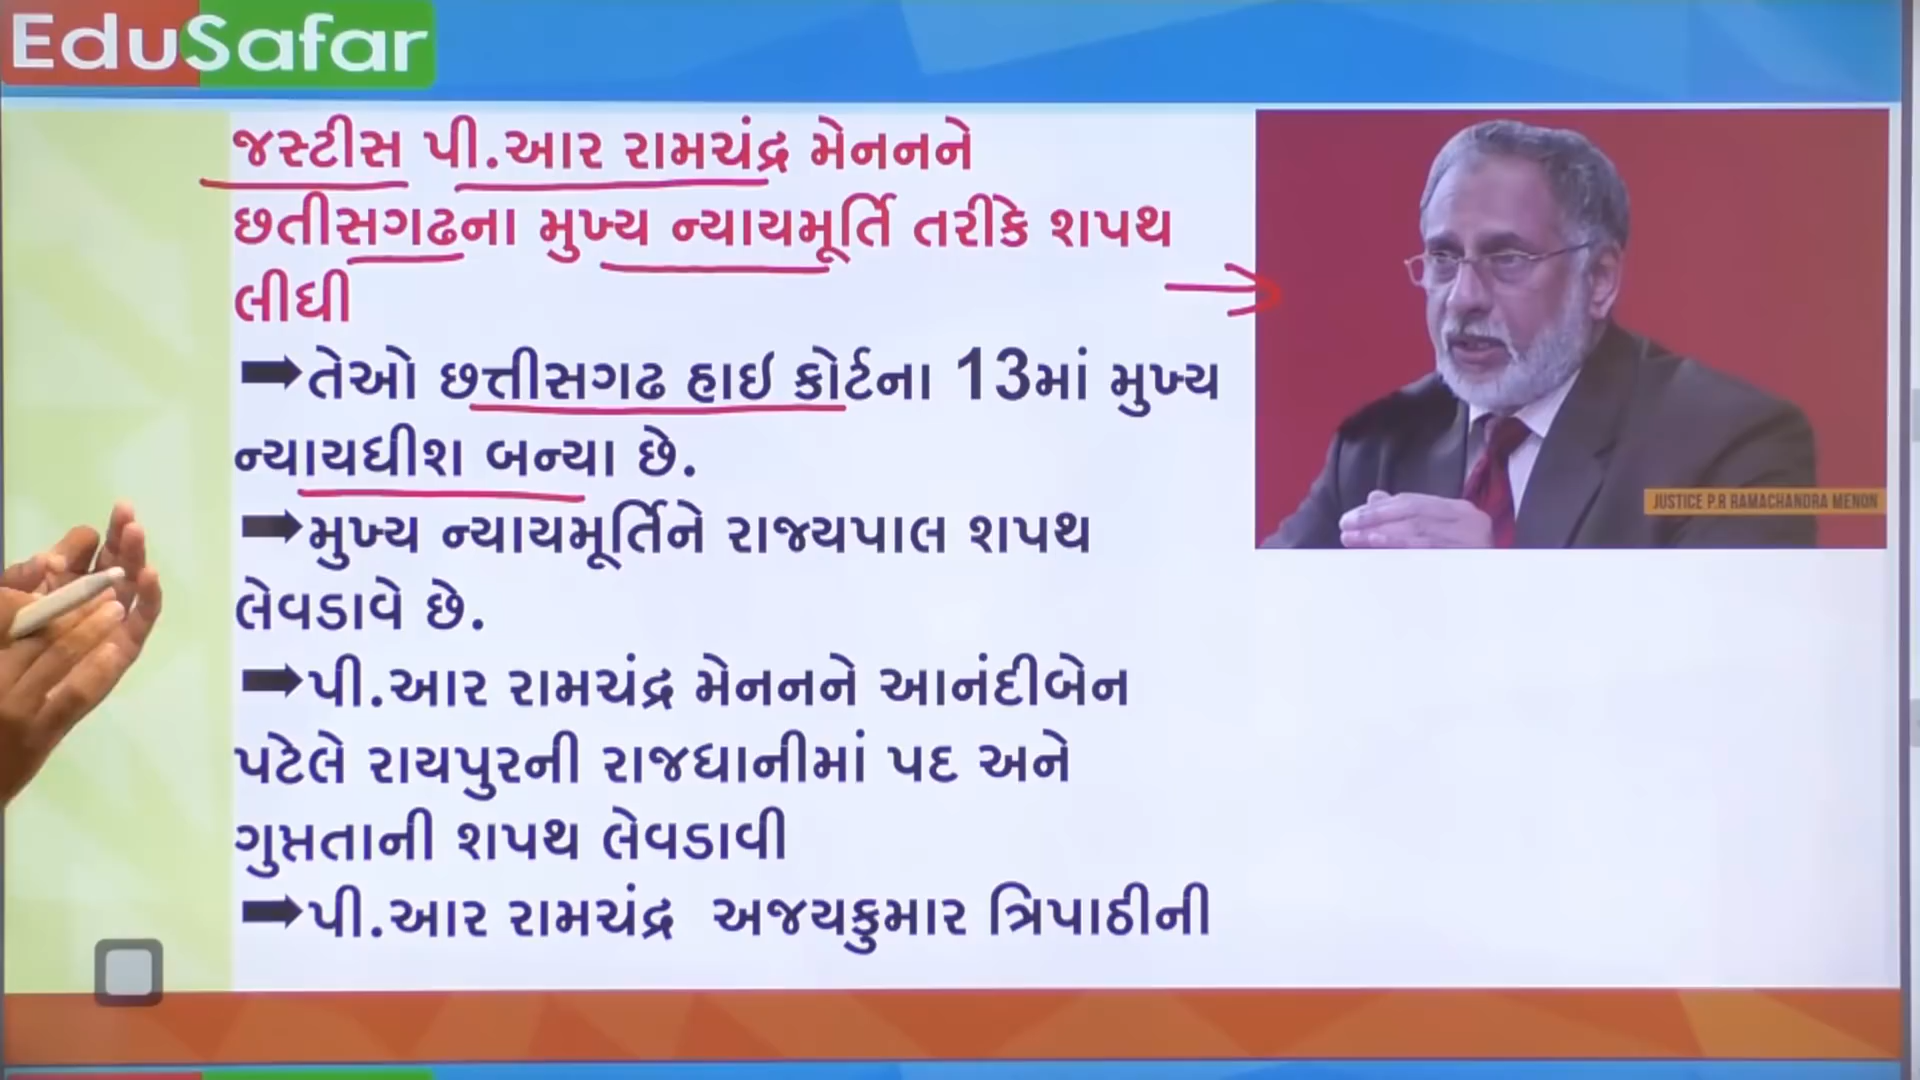 EduSafar
જસ્ટીસ પી.આર રામચંદ્ર મેનનને
છતીસગઢના મુખ્ય ન્યાયમૂર્તિ તરીકે શપથ
લીધી
➡તેઓ છત્તીસગઢ હાઇ કોર્ટના 13માં મુખ્ય
ન્યાયધીશ બન્યા છે.
➡મુખ્ય ન્યાયમૂર્તિને રાજ્યપાલ શપથ
લેવડાવે છે.
➡પી.આર રામચંદ્ર મેનનને આનંદીબેન
પટેલે રાયપુરની રાજધાનીમાં પદ અને
ગુપ્તતાની શપથ લેવડાવી
➡પી.આર રામચંદ્ર અજયકુમાર ત્રિપાઠીની
JUSTICE P.R RAMACHANDRA MENON